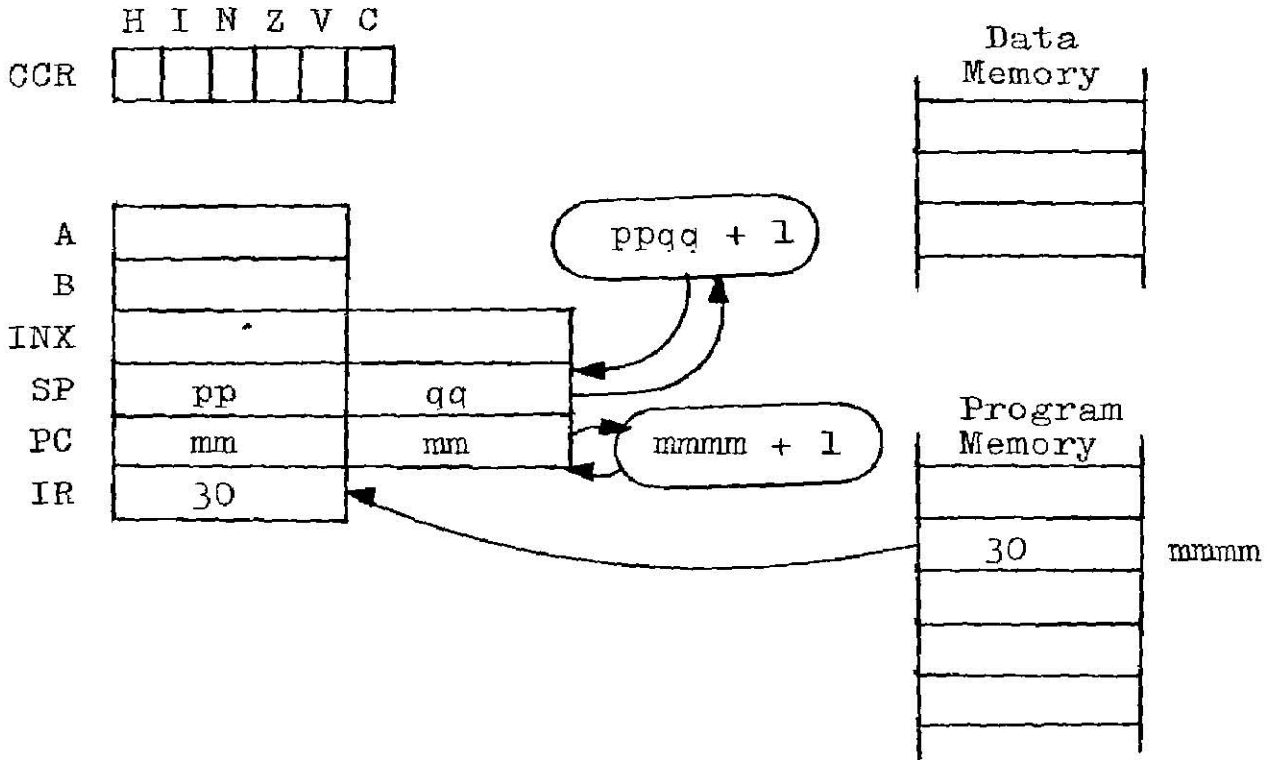 H I N Z V C
CCR
Data
Memory
A
ppqq + 1
B
INX
SP pp qq
Program
PC mm mm
mmmm + 1
Memory
IR 30
30 mmmm